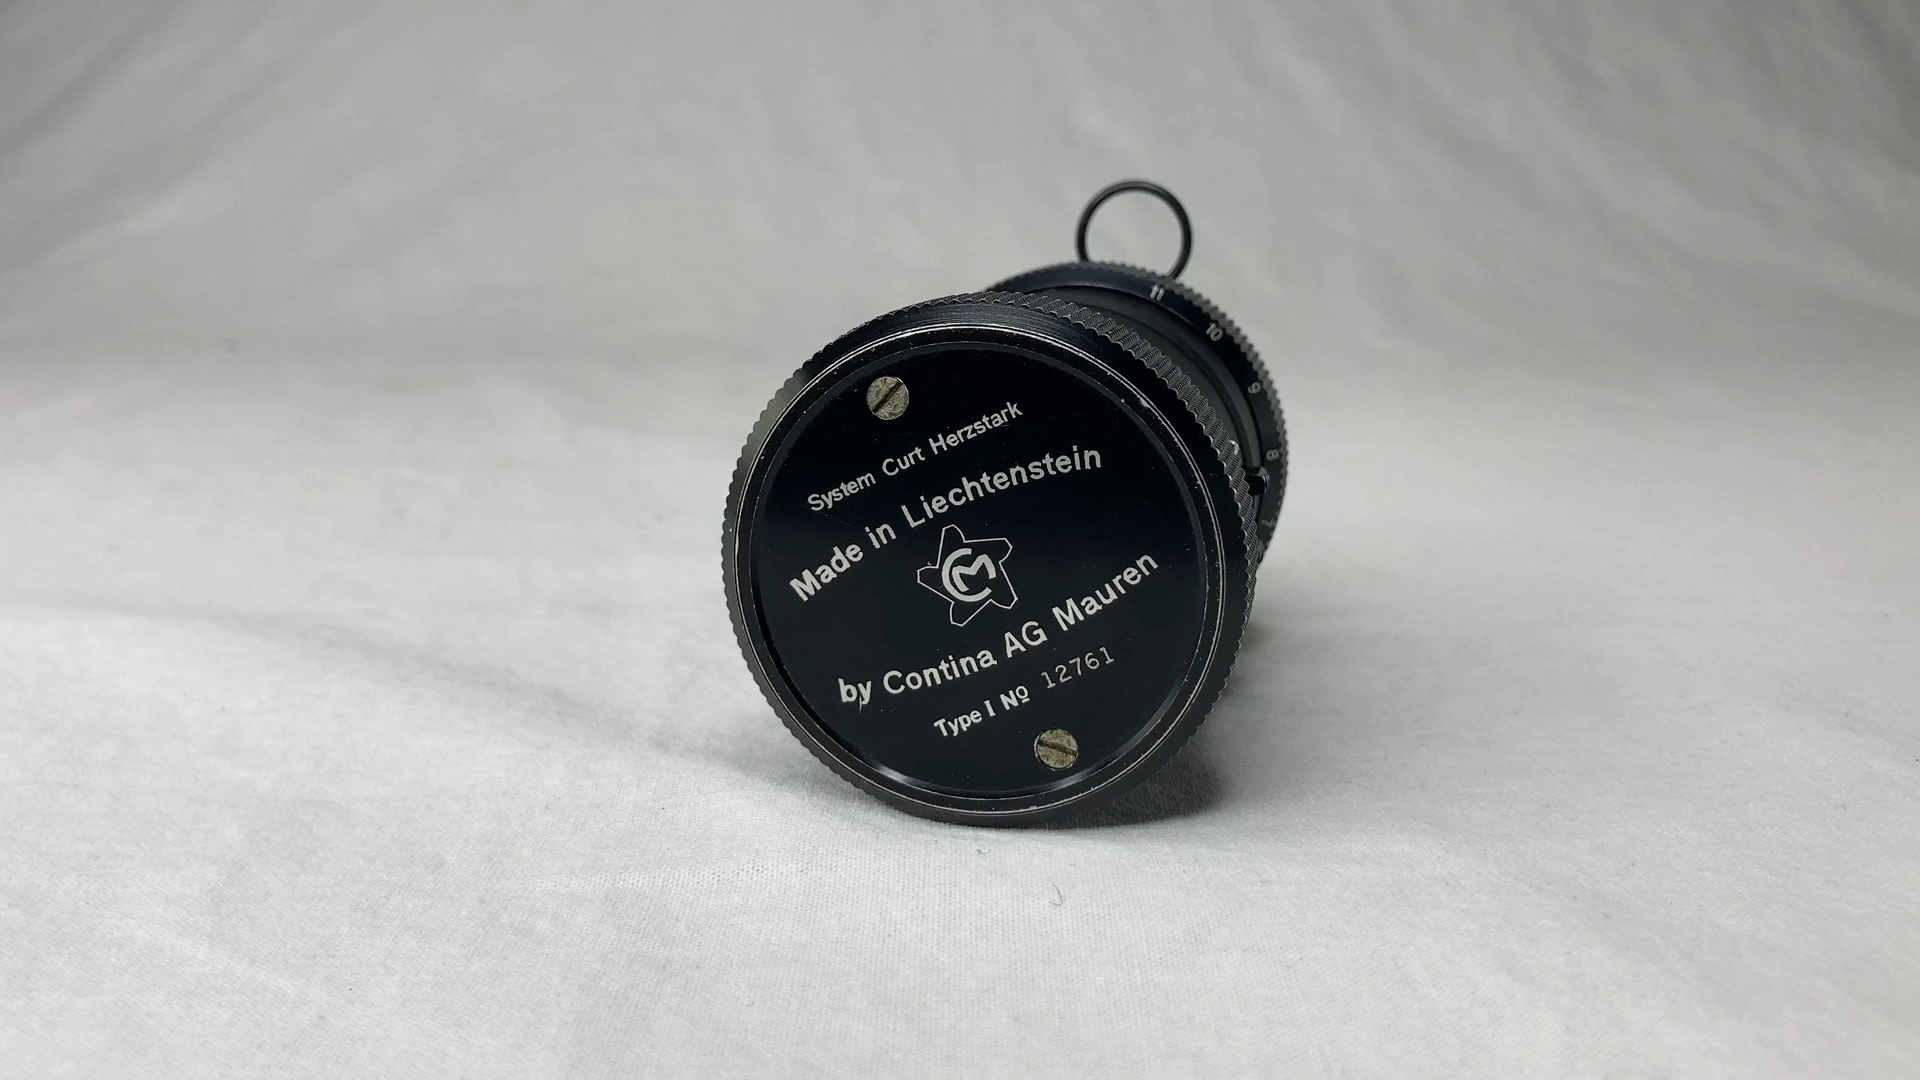 System Curt Herzstark
Made in Liechtenstein
CM
by Contina AG Mauren
Type I № 12761
11
10
9
8